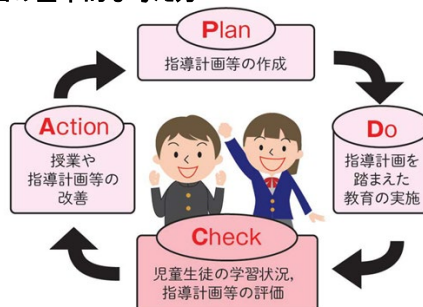 Plan
指導計画等の作成
Do
指導計画を
踏まえた
教育の実施
Check
児童生徒の学習状況,
指導計画等の評価
Action
授業や
指導計画等の
改善